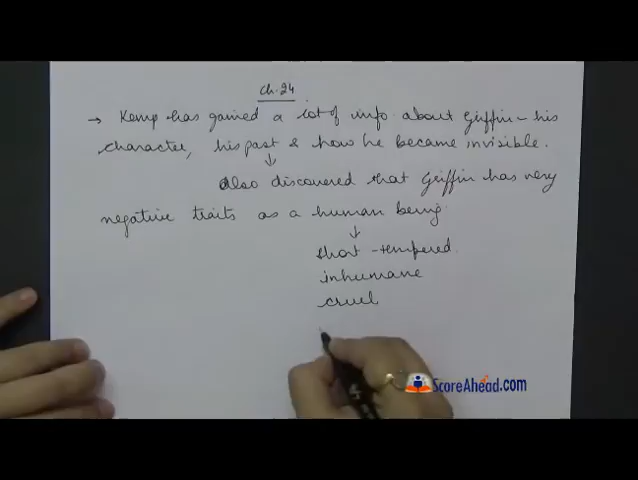 Ch. 24
→ Kemp has gained a lot of info about Griffin - his
character, his past & how he became invisible.
↓
Also discovered that Griffin has very
negative traits as a human being.
↓
short-tempered.
inhumane
cruel
ScoreAhead.com